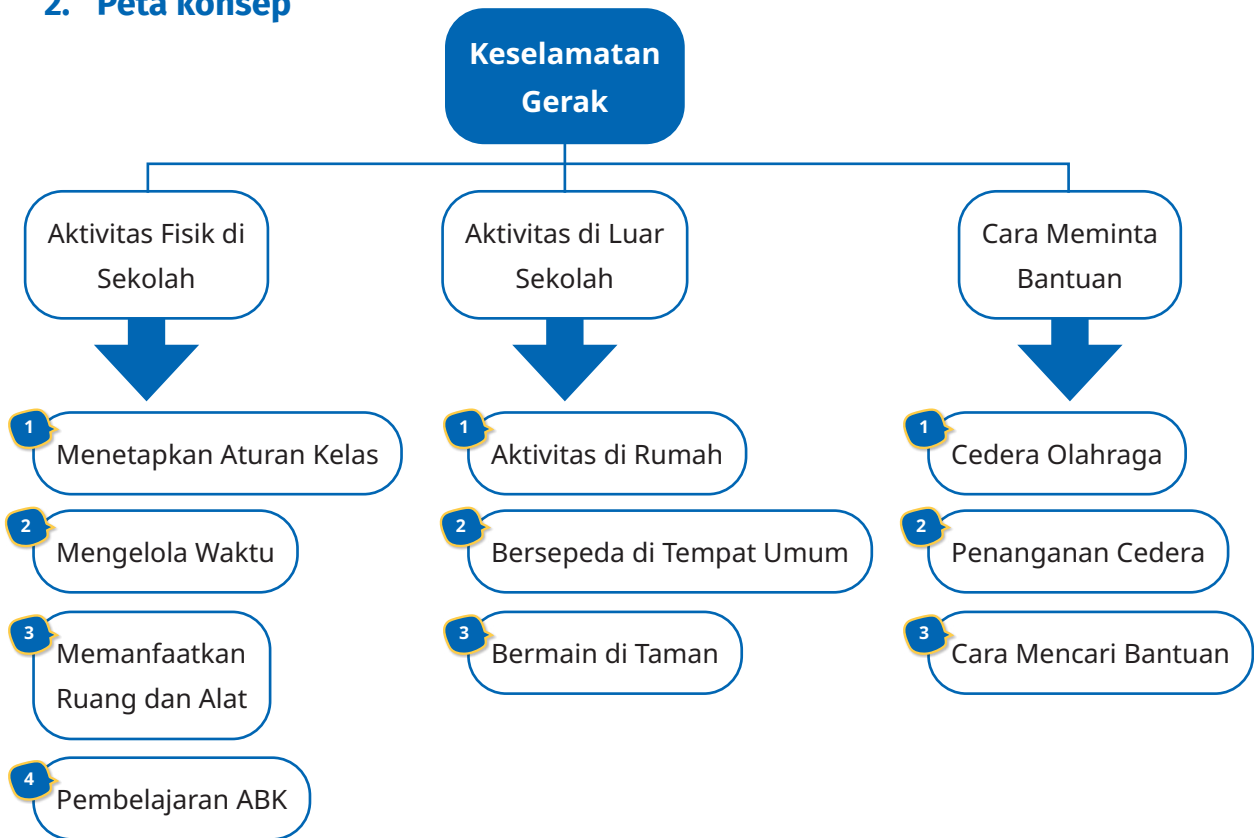 2. Peta konsep
Keselamatan
Gerak
Aktivitas Fisik di
Sekolah
Aktivitas di Luar
Sekolah
Cara Meminta
Bantuan
1
Menetapkan Aturan Kelas
2
Mengelola Waktu
3
Memanfaatkan
Ruang dan Alat
4
Pembelajaran ABK
1
Aktivitas di Rumah
2
Bersepeda di Tempat Umum
3
Bermain di Taman
1
Cedera Olahraga
2
Penanganan Cedera
3
Cara Mencari Bantuan